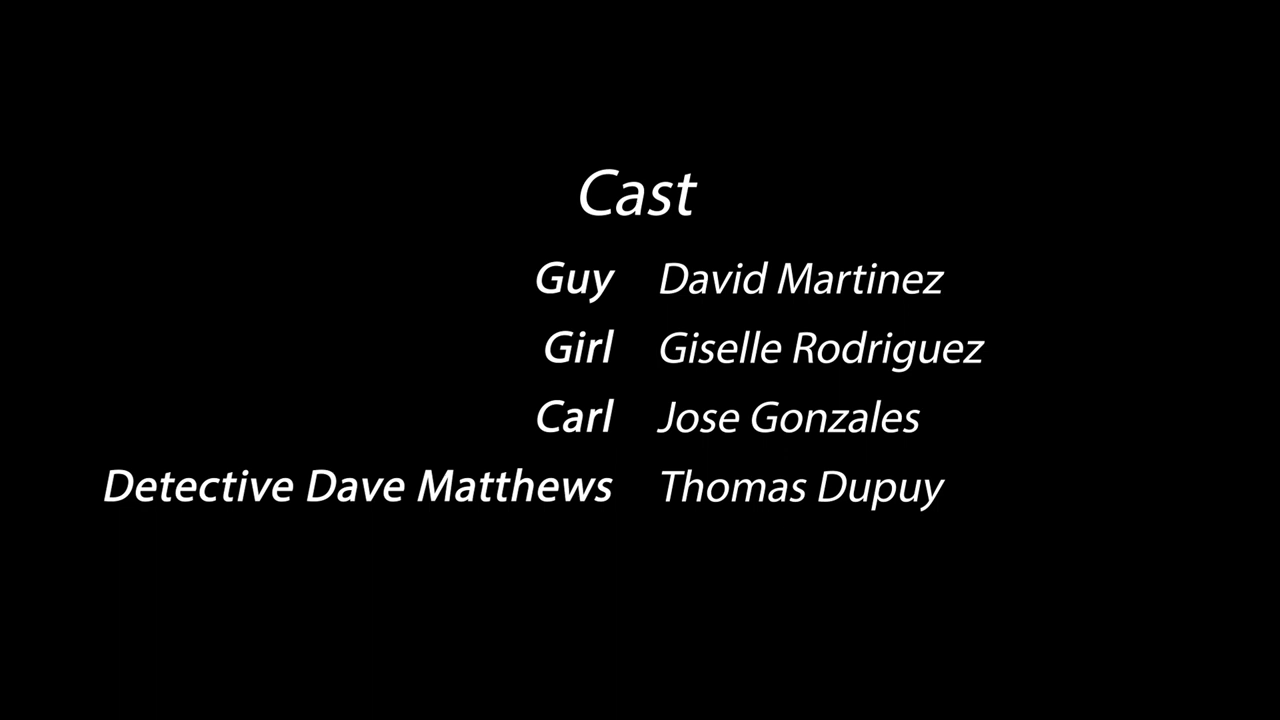 Cast
Guy David Martinez
Girl Giselle Rodriguez
Carl Jose Gonzales
Detective Dave Matthews Thomas Dupuy